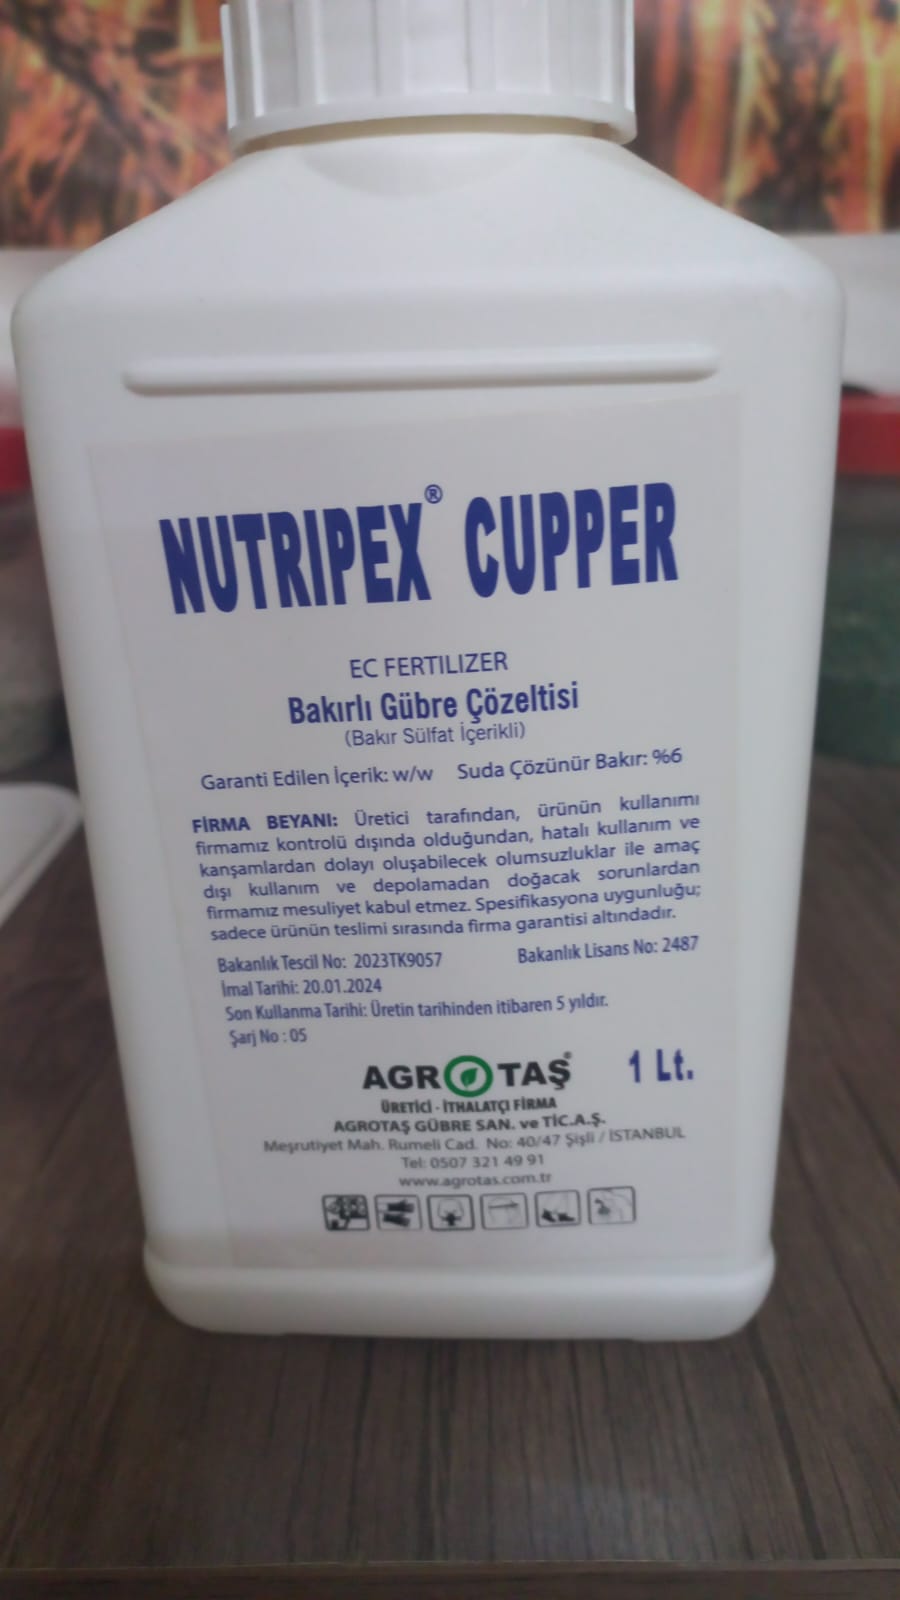 NUTRIPEX® CUPPER
EC FERTILIZER
Bakırlı Gübre Çözeltisi
(Bakır Sülfat İçerikli)
Garanti Edilen İçerik: w/w Suda Çözünür Bakır: %6
FİRMA BEYANI: Üretici tarafından, ürünün kullanımı
firmamız kontrolü dışında olduğundan, hatalı kullanım ve
karışamlardan dolayı oluşabilecek olumsuzluklar ile amaç
dışı kullanım ve depolamadan doğacak sorunlardan
firmamız mesuliyet kabul etmez. Spesifikasyona uygunluğu;
sadece ürünün teslimi sırasında firma garantisi altındadır.
Bakanlık Tescil No: 2023TK9057 Bakanlık Lisans No: 2487
İmal Tarihi: 20.01.2024
Son Kullanma Tarihi: Üretin tarihinden itibaren 5 yıldır.
Şarj No : 05
AGROTAŞ® 1 Lt.
ÜRETİCİ - İTHALATÇI FİRMA
AGROTAŞ GÜBRE SAN. ve TİC.A.Ş.
Meşrutiyet Mah. Rumeli Cad. No: 40/47 Şişli / İSTANBUL
Tel: 0507 321 49 91
www.agrotas.com.tr